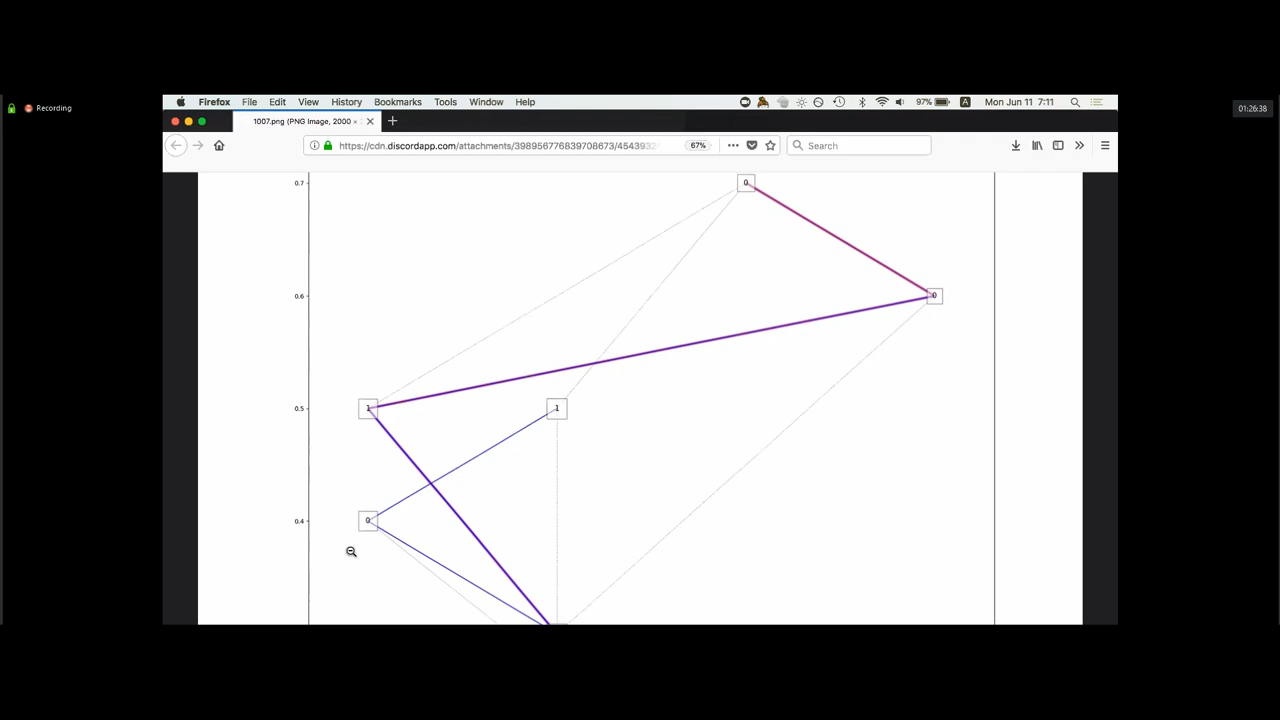 Recording
01:26:38
Firefox File Edit View History Bookmarks Tools Window Help
97% A Mon Jun 11 7:11
1007.png (PNG Image, 2000 ×
https://cdn.discordapp.com/attachments/398956776839708673/454393
67%
Search
0.7
0
0.6
0
0.5
1
1
0.4
0